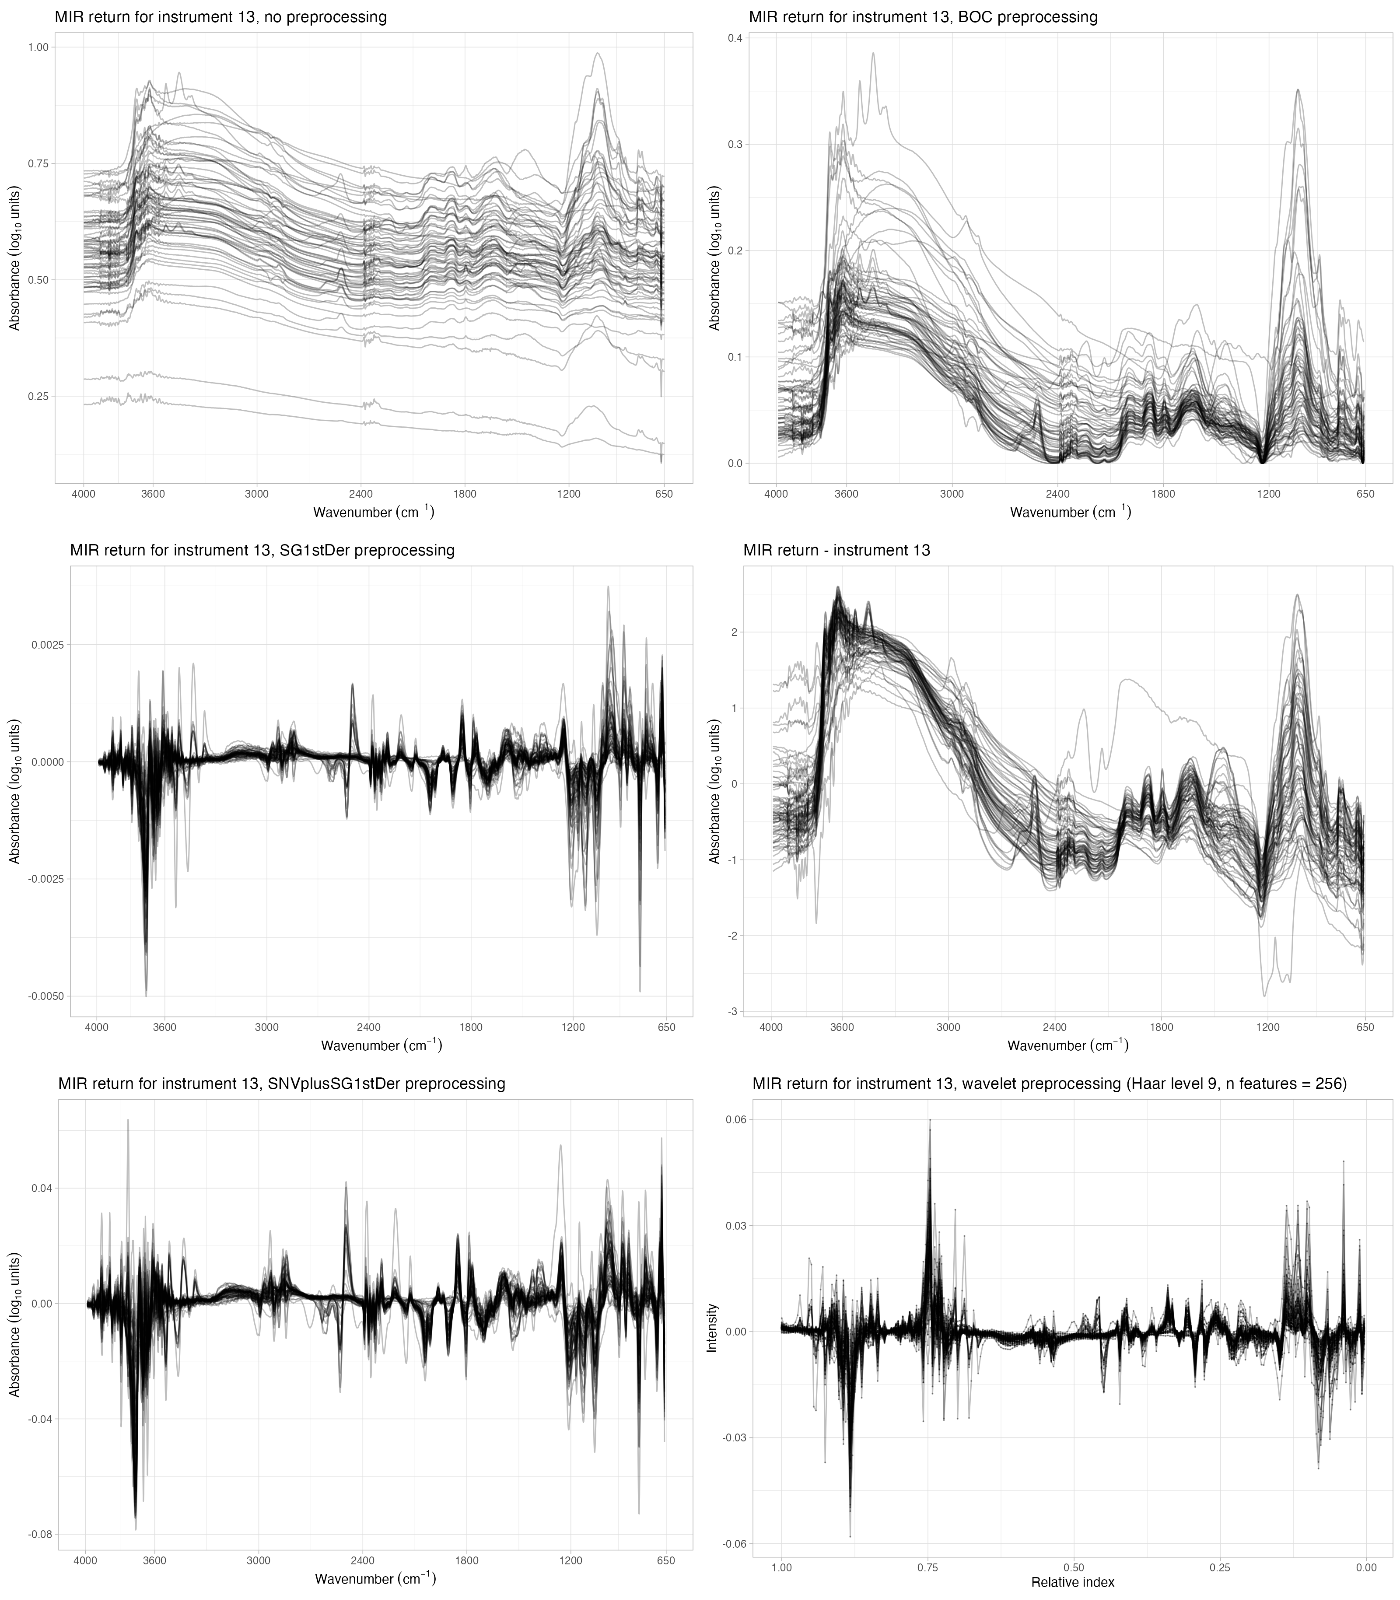 MIR return for instrument 13, no preprocessing
Absorbance (log10 units)
1.00
0.75
0.50
0.25
4000 3600 3000 2400 1800 1200 650
Wavenumber (cm −1)
MIR return for instrument 13, BOC preprocessing
Absorbance (log10 units)
0.4
0.3
0.2
0.1
0.0
4000 3600 3000 2400 1800 1200 650
Wavenumber (cm −1)
MIR return for instrument 13, SG1stDer preprocessing
Absorbance (log10 units)
0.0025
0.0000
-0.0025
-0.0050
4000 3600 3000 2400 1800 1200 650
Wavenumber (cm−1)
MIR return - instrument 13
Absorbance (log10 units)
2
1
0
-1
-2
-3
4000 3600 3000 2400 1800 1200 650
Wavenumber (cm−1)
MIR return for instrument 13, SNVplusSG1stDer preprocessing
Absorbance (log10 units)
0.04
0.00
-0.04
-0.08
4000 3600 3000 2400 1800 1200 650
Wavenumber (cm−1)
MIR return for instrument 13, wavelet preprocessing (Haar level 9, n features = 256)
Intensity
0.06
0.03
0.00
-0.03
-0.06
1.00 0.75 0.50 0.25 0.00
Relative index